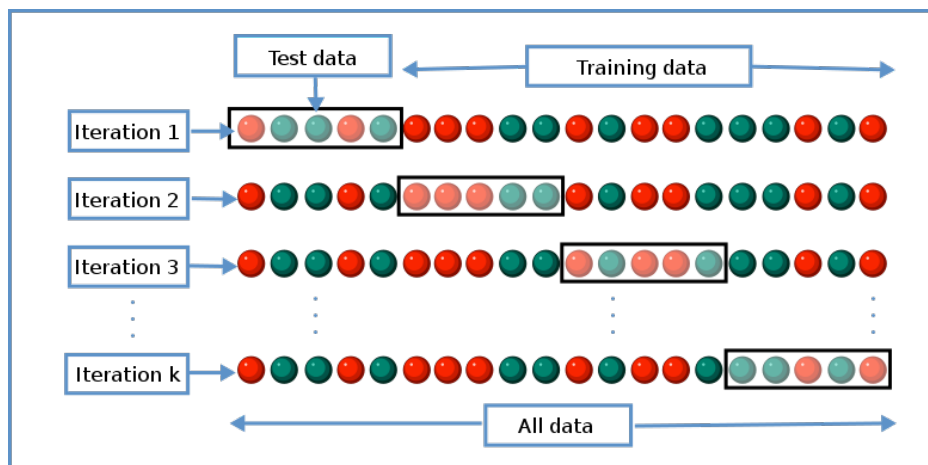 Test data
Training data
Iteration 1
Iteration 2
Iteration 3
Iteration k
All data